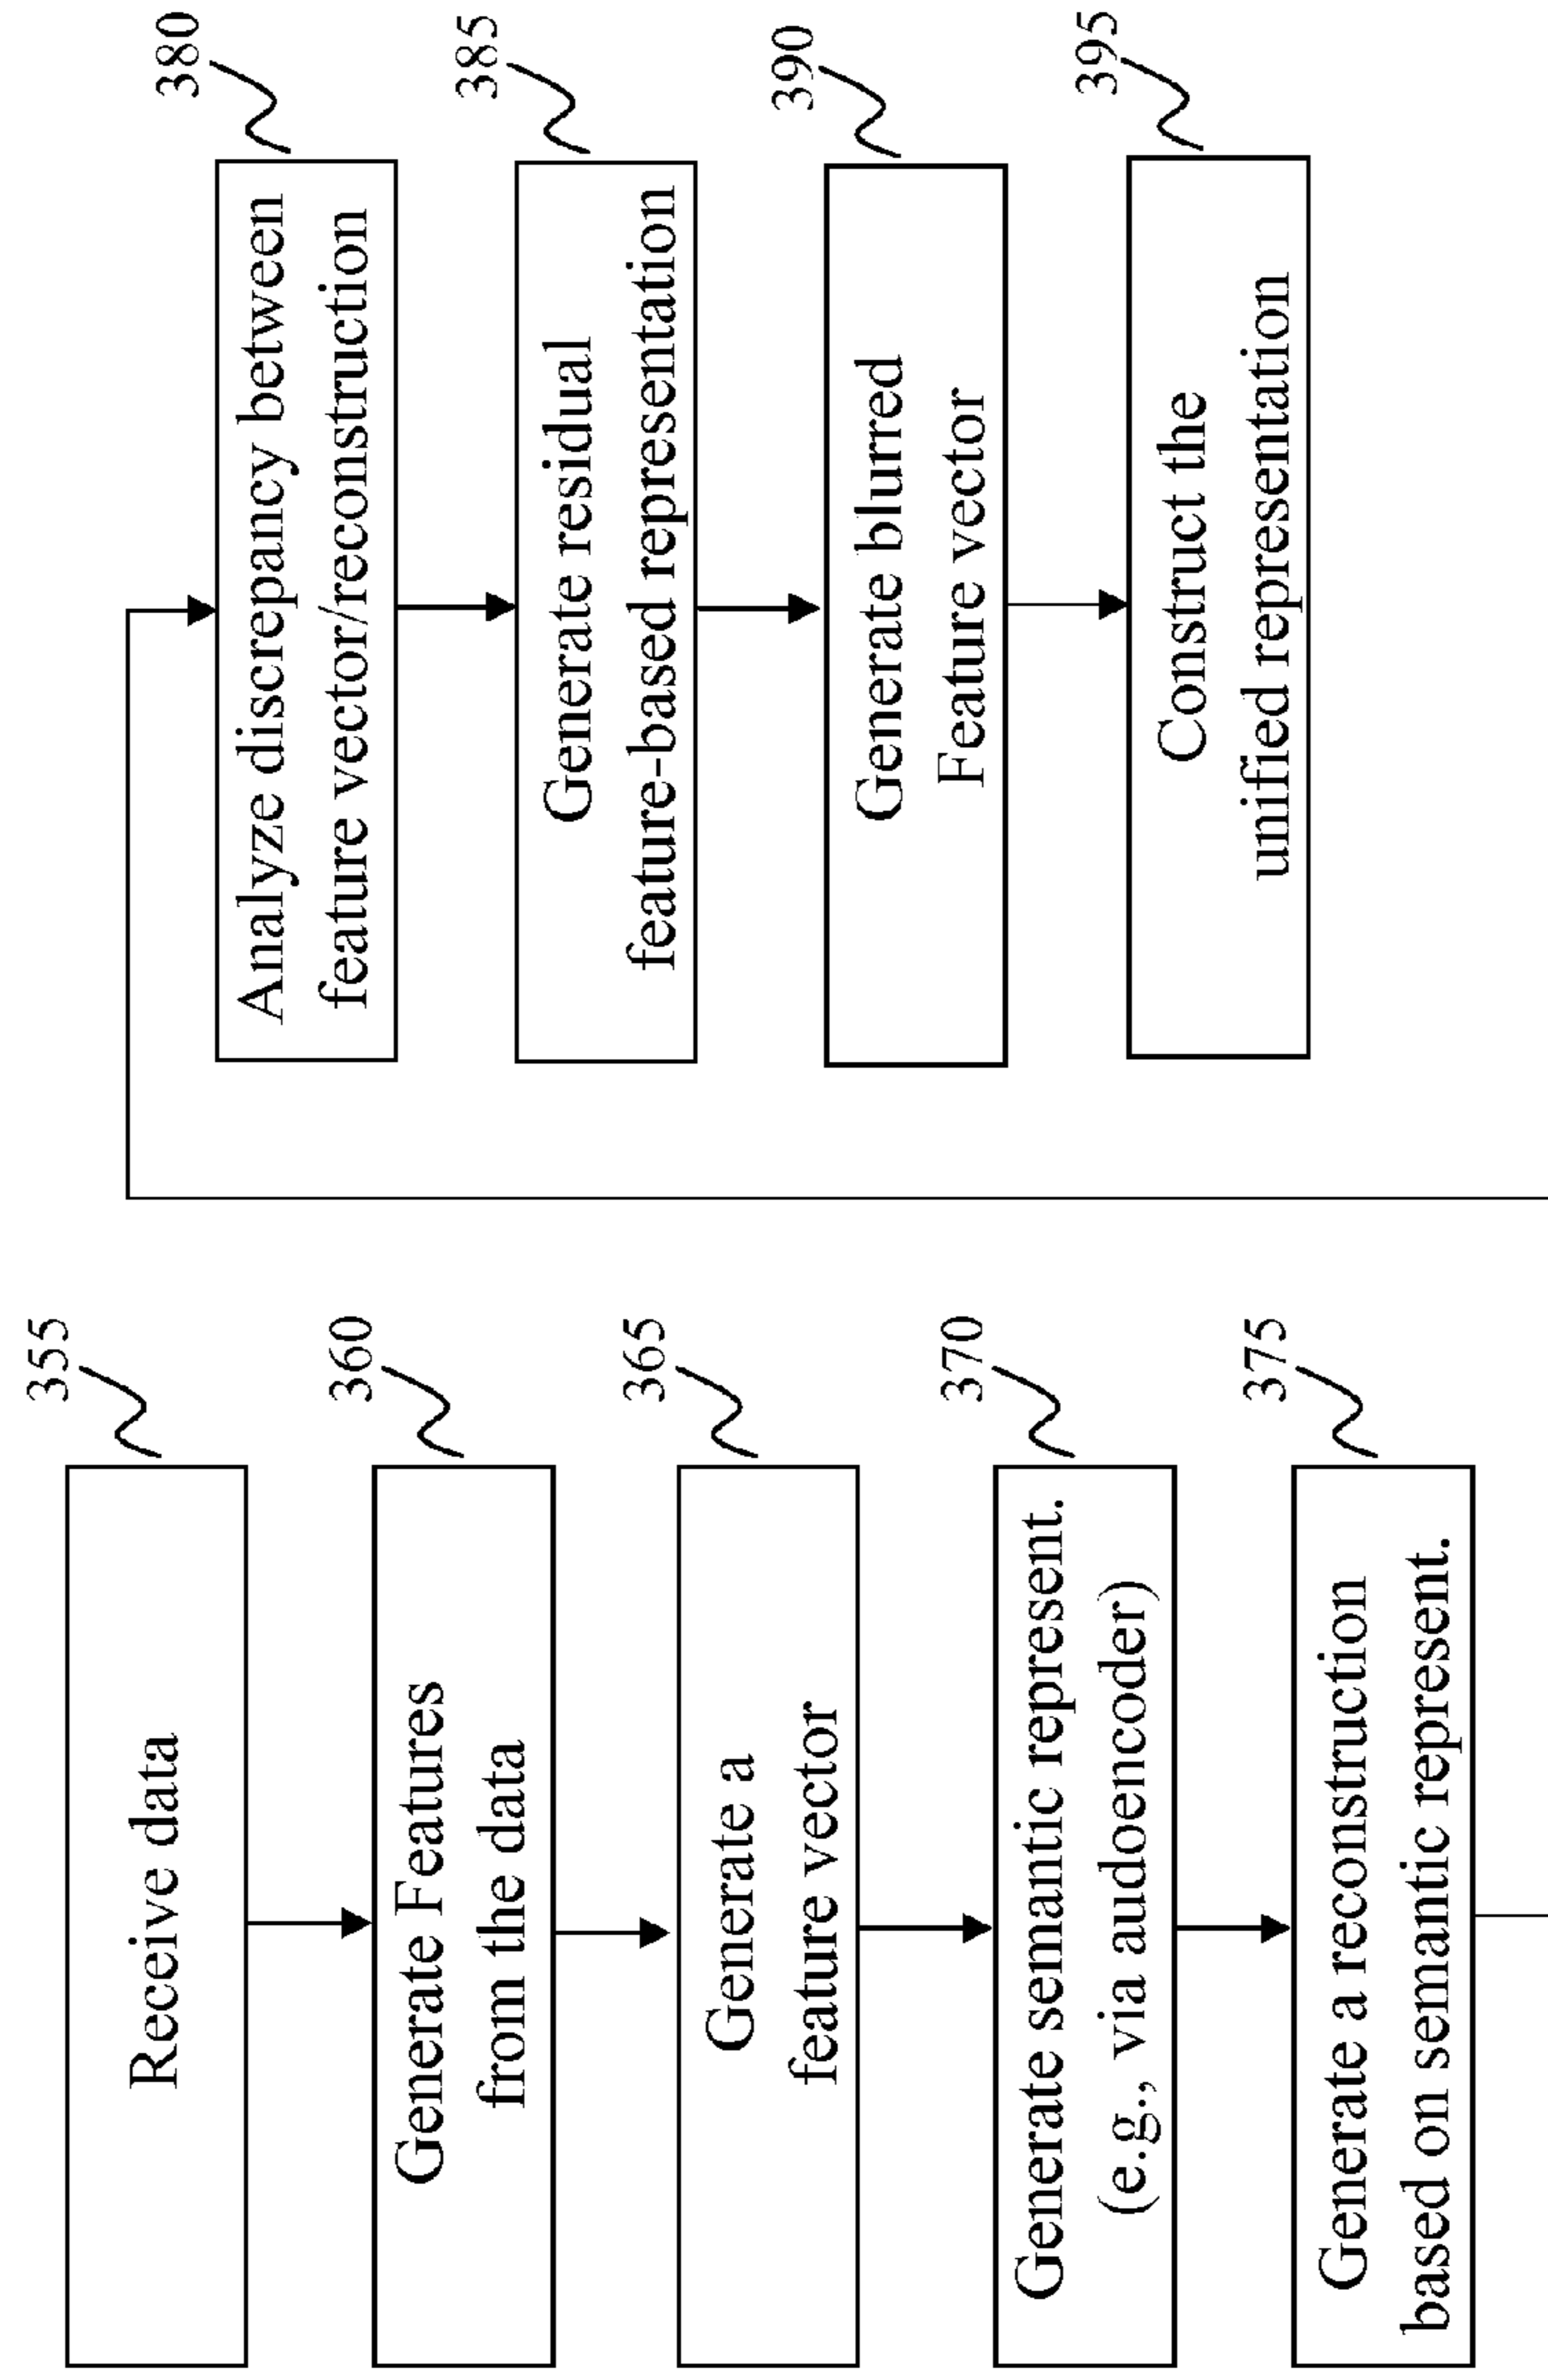 355
Receive data
360
Generate Features
from the data
365
Generate a
feature vector
370
Generate semantic represent.
(e.g., via audoencoder)
375
Generate a reconstruction
based on semantic represent.
380
Analyze discrepancy between
feature vector/reconstruction
385
Generate residual
feature-based representation
390
Generate blurred
Feature vector
395
Construct the
unified representation